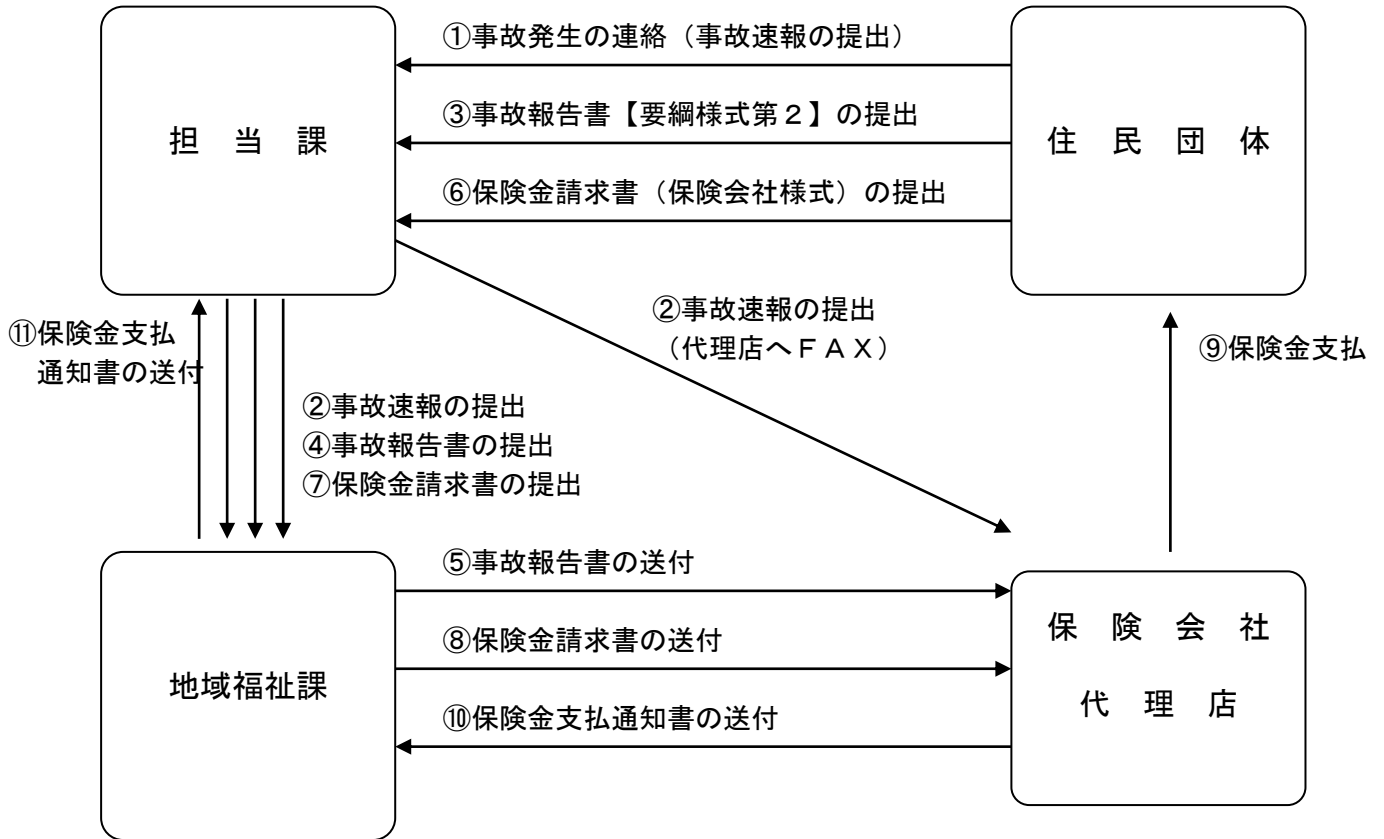 ①事故発生の連絡（事故速報の提出）
③事故報告書【要綱様式第２】の提出
担　当　課
住　民　団　体
⑥保険金請求書（保険会社様式）の提出
②事故速報の提出
（代理店へＦＡＸ）
⑪保険金支払
通知書の送付
⑨保険金支払
②事故速報の提出
④事故報告書の提出
⑦保険金請求書の提出
⑤事故報告書の送付
保　険　会　社
⑧保険金請求書の送付
地域福祉課
代　理　店
⑩保険金支払通知書の送付